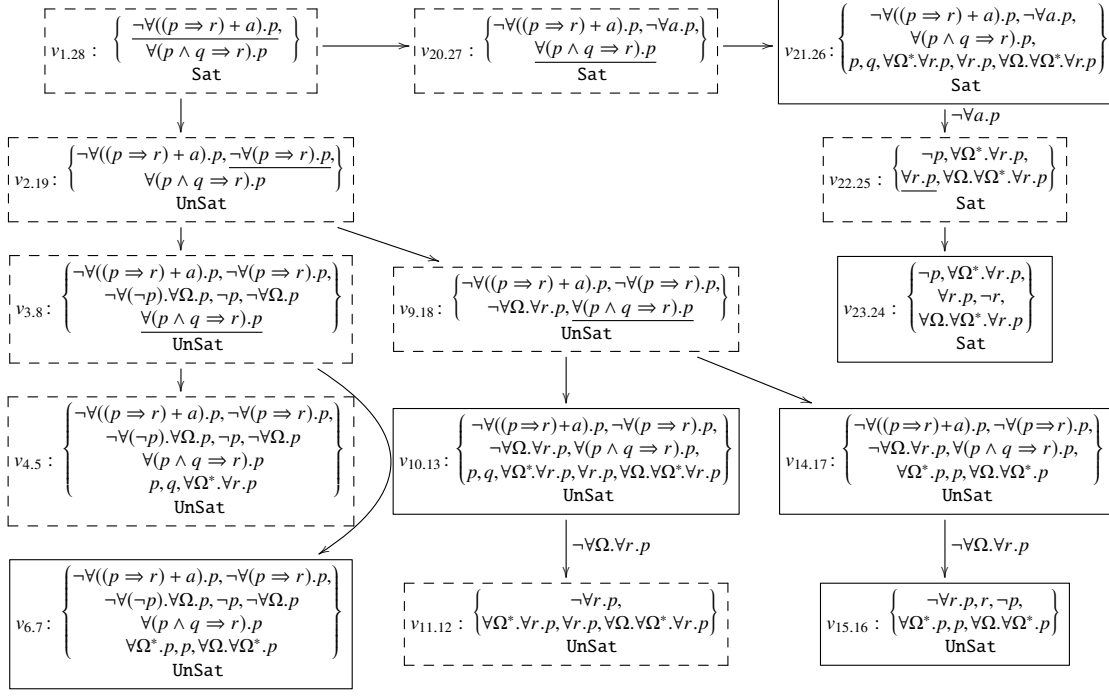 v1.28: { ¬∀((p ⇒ r) + a).p,
∀(p ∧ q ⇒ r).p }
Sat
v20.27: { ¬∀((p ⇒ r) + a).p, ¬∀a.p,
∀(p ∧ q ⇒ r).p }
Sat
v21.26: { ¬∀((p ⇒ r) + a).p, ¬∀a.p,
∀(p ∧ q ⇒ r).p,
p, q, ∀Ω*.∀r.p, ∀r.p, ∀Ω.∀Ω*.∀r.p }
Sat
¬∀a.p
v2.19: { ¬∀((p ⇒ r) + a).p, ¬∀(p ⇒ r).p,
∀(p ∧ q ⇒ r).p }
UnSat
v22.25: { ¬p, ∀Ω*.∀r.p,
∀r.p, ∀Ω.∀Ω*.∀r.p }
Sat
v3.8: { ¬∀((p ⇒ r) + a).p, ¬∀(p ⇒ r).p,
¬∀(¬p).∀Ω.p, ¬p, ¬∀Ω.p
∀(p ∧ q ⇒ r).p }
UnSat
v9.18: { ¬∀((p ⇒ r) + a).p, ¬∀(p ⇒ r).p,
¬∀Ω.∀r.p, ∀(p ∧ q ⇒ r).p }
UnSat
v23.24: { ¬p, ∀Ω*.∀r.p,
∀r.p, ¬r,
∀Ω.∀Ω*.∀r.p }
Sat
v4.5: { ¬∀((p ⇒ r) + a).p, ¬∀(p ⇒ r).p,
¬∀(¬p).∀Ω.p, ¬p, ¬∀Ω.p
∀(p ∧ q ⇒ r).p
p, q, ∀Ω*.∀r.p }
UnSat
v10.13: { ¬∀((p⇒r)+a).p, ¬∀(p ⇒ r).p,
¬∀Ω.∀r.p, ∀(p ∧ q ⇒ r).p,
p, q, ∀Ω*.∀r.p, ∀r.p, ∀Ω.∀Ω*.∀r.p }
UnSat
v14.17: { ¬∀((p⇒r)+a).p, ¬∀(p⇒r).p,
¬∀Ω.∀r.p, ∀(p ∧ q ⇒ r).p,
∀Ω*.p, p, ∀Ω.∀Ω*.p }
UnSat
¬∀Ω.∀r.p
¬∀Ω.∀r.p
v6.7: { ¬∀((p ⇒ r) + a).p, ¬∀(p ⇒ r).p,
¬∀(¬p).∀Ω.p, ¬p, ¬∀Ω.p
∀(p ∧ q ⇒ r).p
∀Ω*.p, p, ∀Ω.∀Ω*.p }
UnSat
v11.12: { ¬∀r.p,
∀Ω*.∀r.p, ∀r.p, ∀Ω.∀Ω*.∀r.p }
UnSat
v15.16: { ¬∀r.p, r, ¬p,
∀Ω*.p, p, ∀Ω.∀Ω*.p }
UnSat